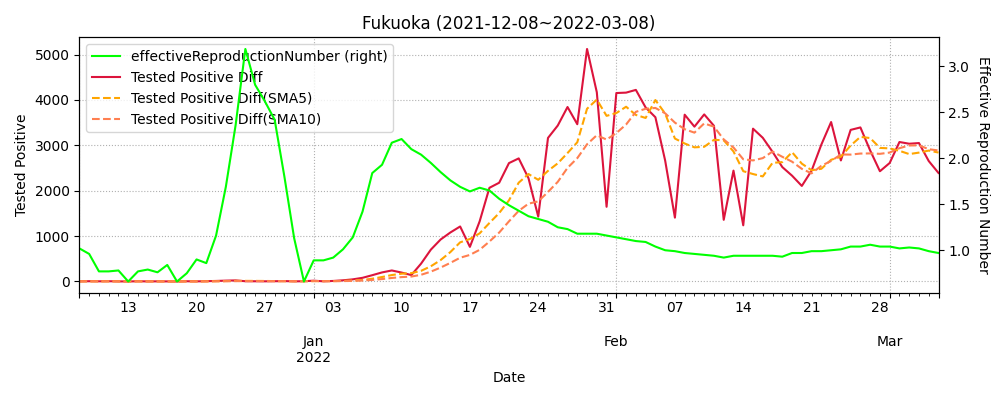 Fukuoka (2021-12-08~2022-03-08)
effectiveReproductionNumber (right)
Tested Positive Diff
Tested Positive Diff(SMA5)
Tested Positive Diff(SMA10)
Tested Positive
5000
4000
3000
2000
1000
0
3.0
2.5
2.0
1.5
1.0
Effective Reproduction Number
13 20 27 03 10 17 24 31 07 14 21 28
Jan Feb Mar
2022
Date